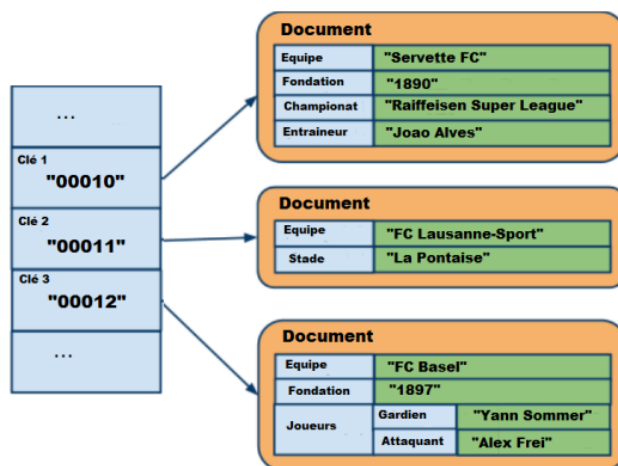 ...
Clé 1
"00010"
Clé 2
"00011"
Clé 3
"00012"
...
Document
Equipe "Servette FC"
Fondation "1890"
Championat "Raiffeisen Super League"
Entraineur "Joao Alves"
Document
Equipe "FC Lausanne-Sport"
Stade "La Pontaise"
Document
Equipe "FC Basel"
Fondation "1897"
Joueurs Gardien "Yann Sommer"
Attaquant "Alex Frei"